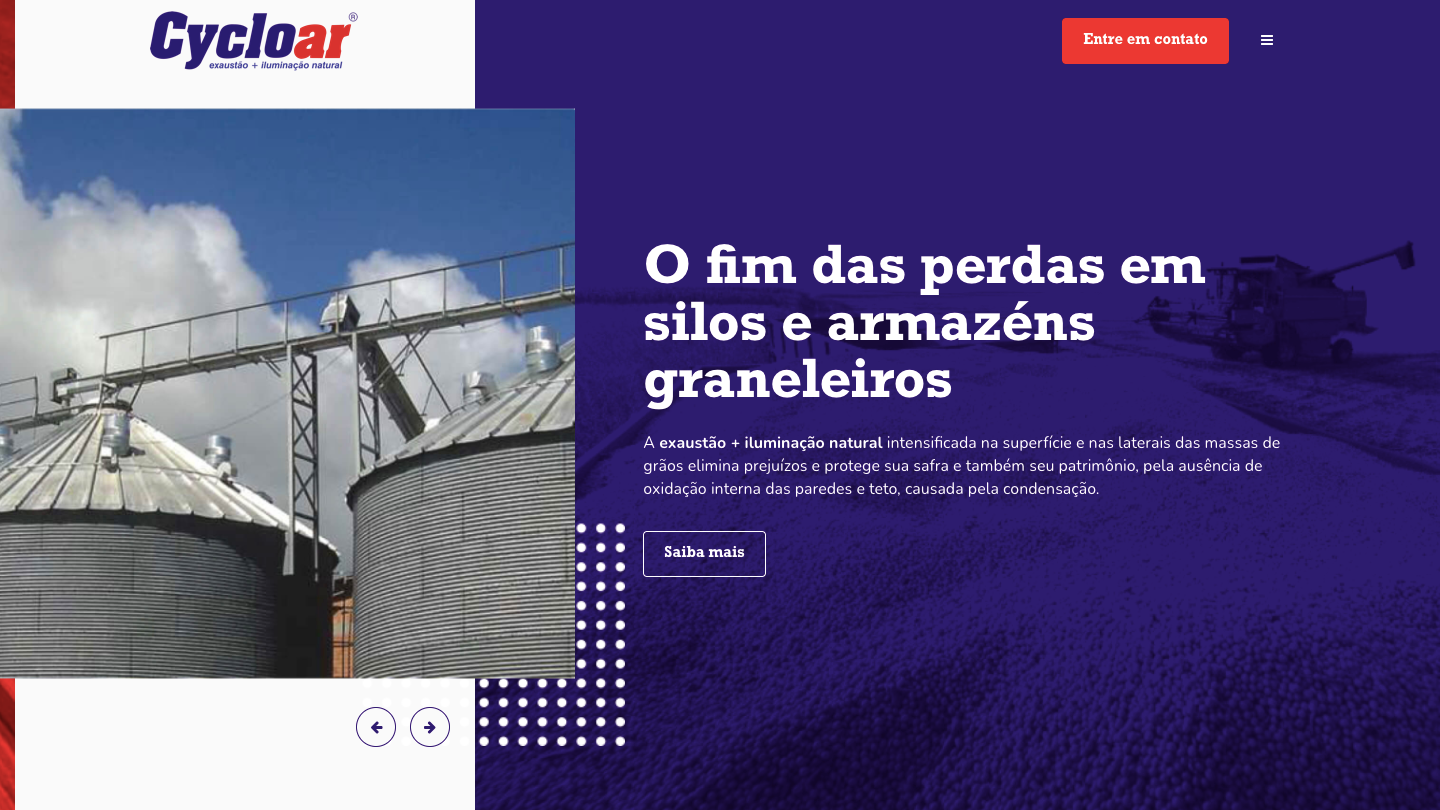 Cycloar®
exaustão + iluminação natural
Entre em contato
O fim das perdas em
silos e armazéns
graneleiros
A exaustão + iluminação natural intensificada na superfície e nas laterais das massas de
grãos elimina prejuízos e protege sua safra e também seu patrimônio, pela ausência de
oxidação interna das paredes e teto, causada pela condensação.
Saiba mais